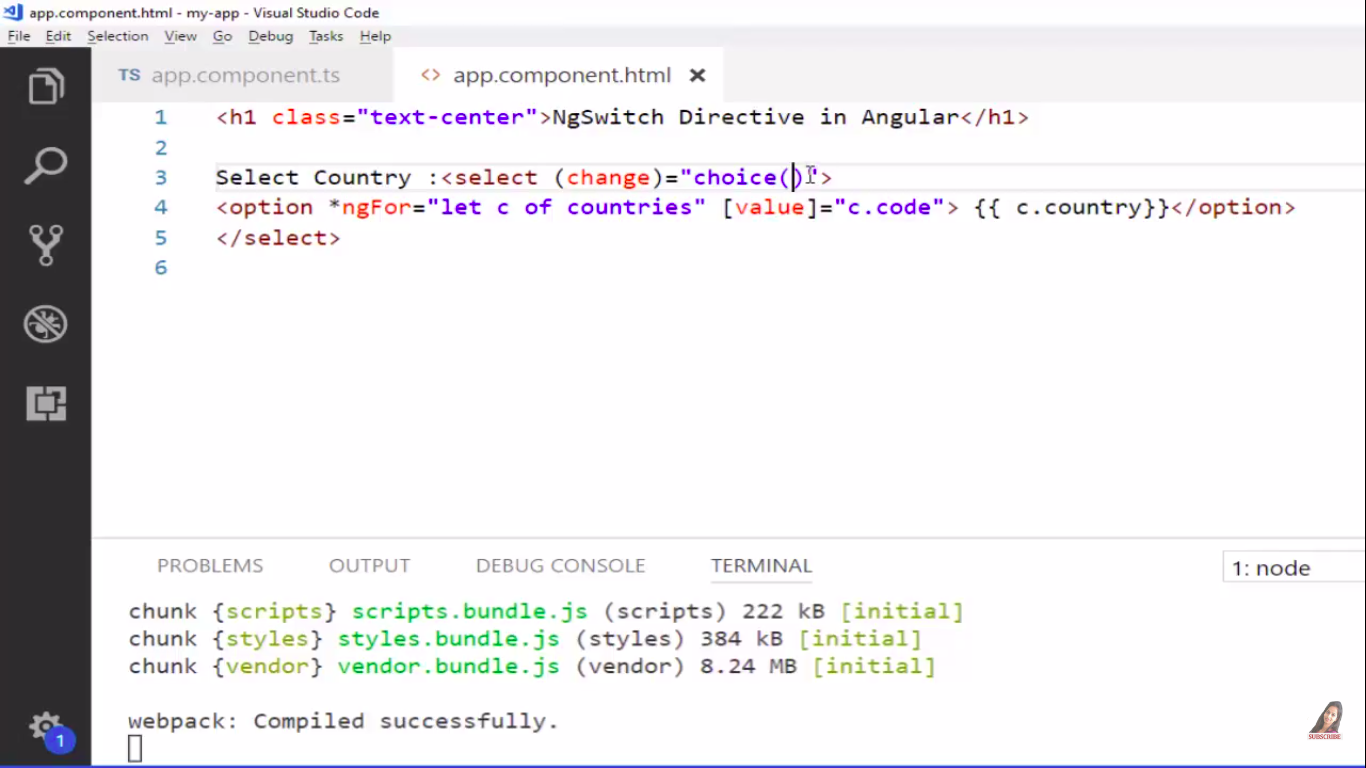 app.component.html - my-app - Visual Studio Code
File Edit Selection View Go Debug Tasks Help
TS app.component.ts <> app.component.html
1 <h1 class="text-center">NgSwitch Directive in Angular</h1>
2
3 Select Country :<select (change)="choice()">
4 <option *ngFor="let c of countries" [value]="c.code"> {{ c.country}}</option>
5 </select>
6
PROBLEMS OUTPUT DEBUG CONSOLE TERMINAL 1: node
chunk {scripts} scripts.bundle.js (scripts) 222 kB [initial]
chunk {styles} styles.bundle.js (styles) 384 kB [initial]
chunk {vendor} vendor.bundle.js (vendor) 8.24 MB [initial]
webpack: Compiled successfully.
1
SUBSCRIBE